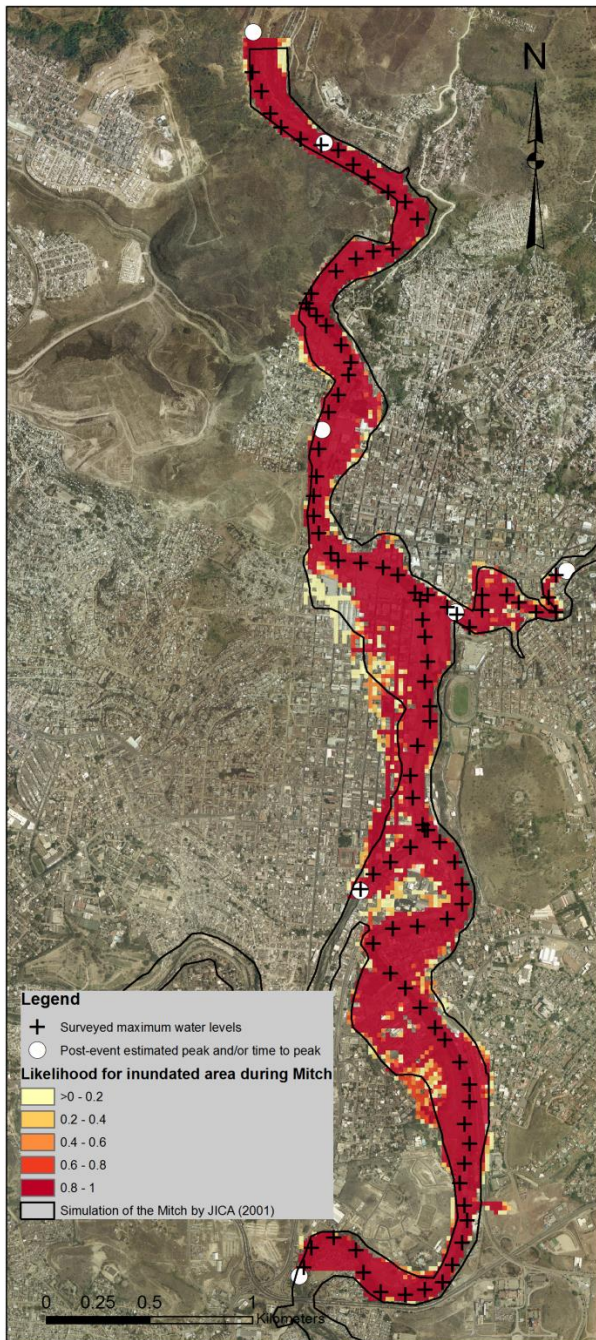 N
Legend
Surveyed maximum water levels
Post-event estimated peak and/or time to peak
Likelihood for inundated area during Mitch
>0 - 0.2
0.2 - 0.4
0.4 - 0.6
0.6 - 0.8
0.8 - 1
Simulation of the Mitch by JICA (2001)
0 0.25 0.5 1
Kilometers